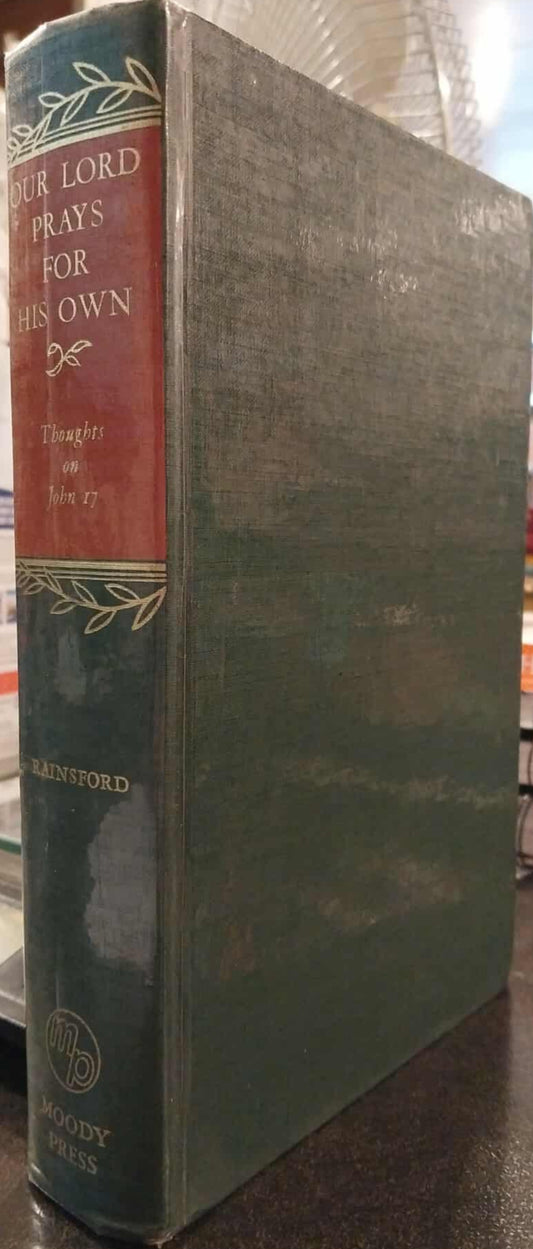 OUR LORD
PRAYS
FOR
HIS OWN
Thoughts
on
John 17
RAINSFORD
mp
MOODY
PRESS